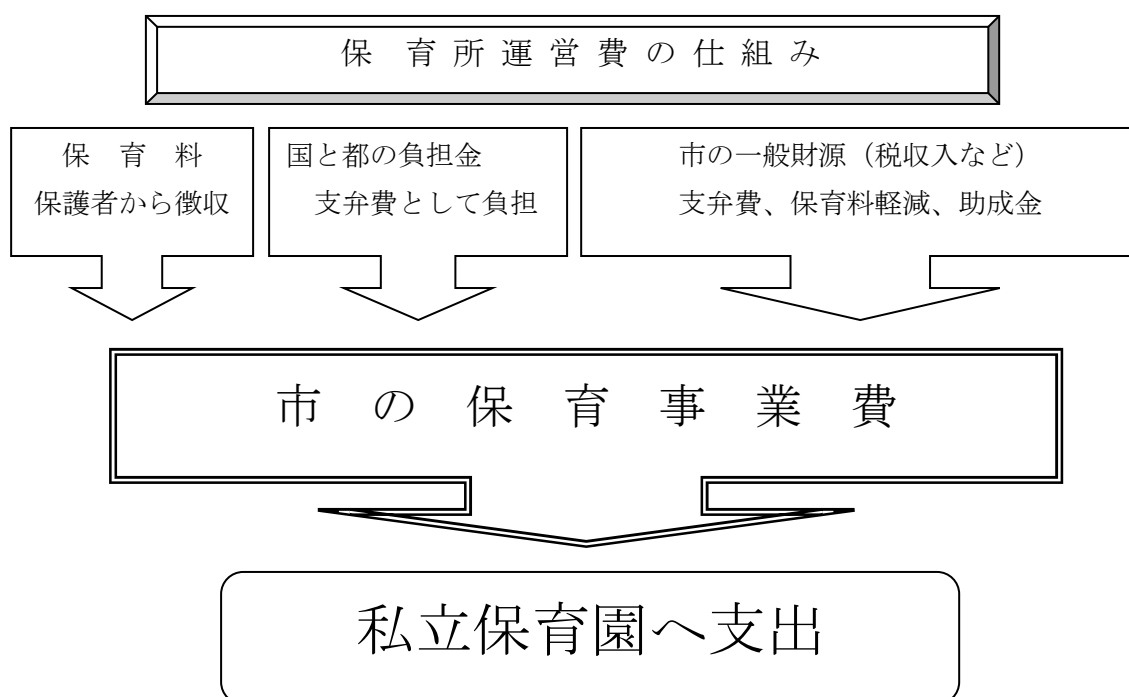 保 育 所 運 営 費 の 仕 組 み
保 育 料
保護者から徴収
国と都の負担金
支弁費として負担
市の一般財源（税収入など）
支弁費、保育料軽減、助成金
市 の 保 育 事 業 費
私立保育園へ支出